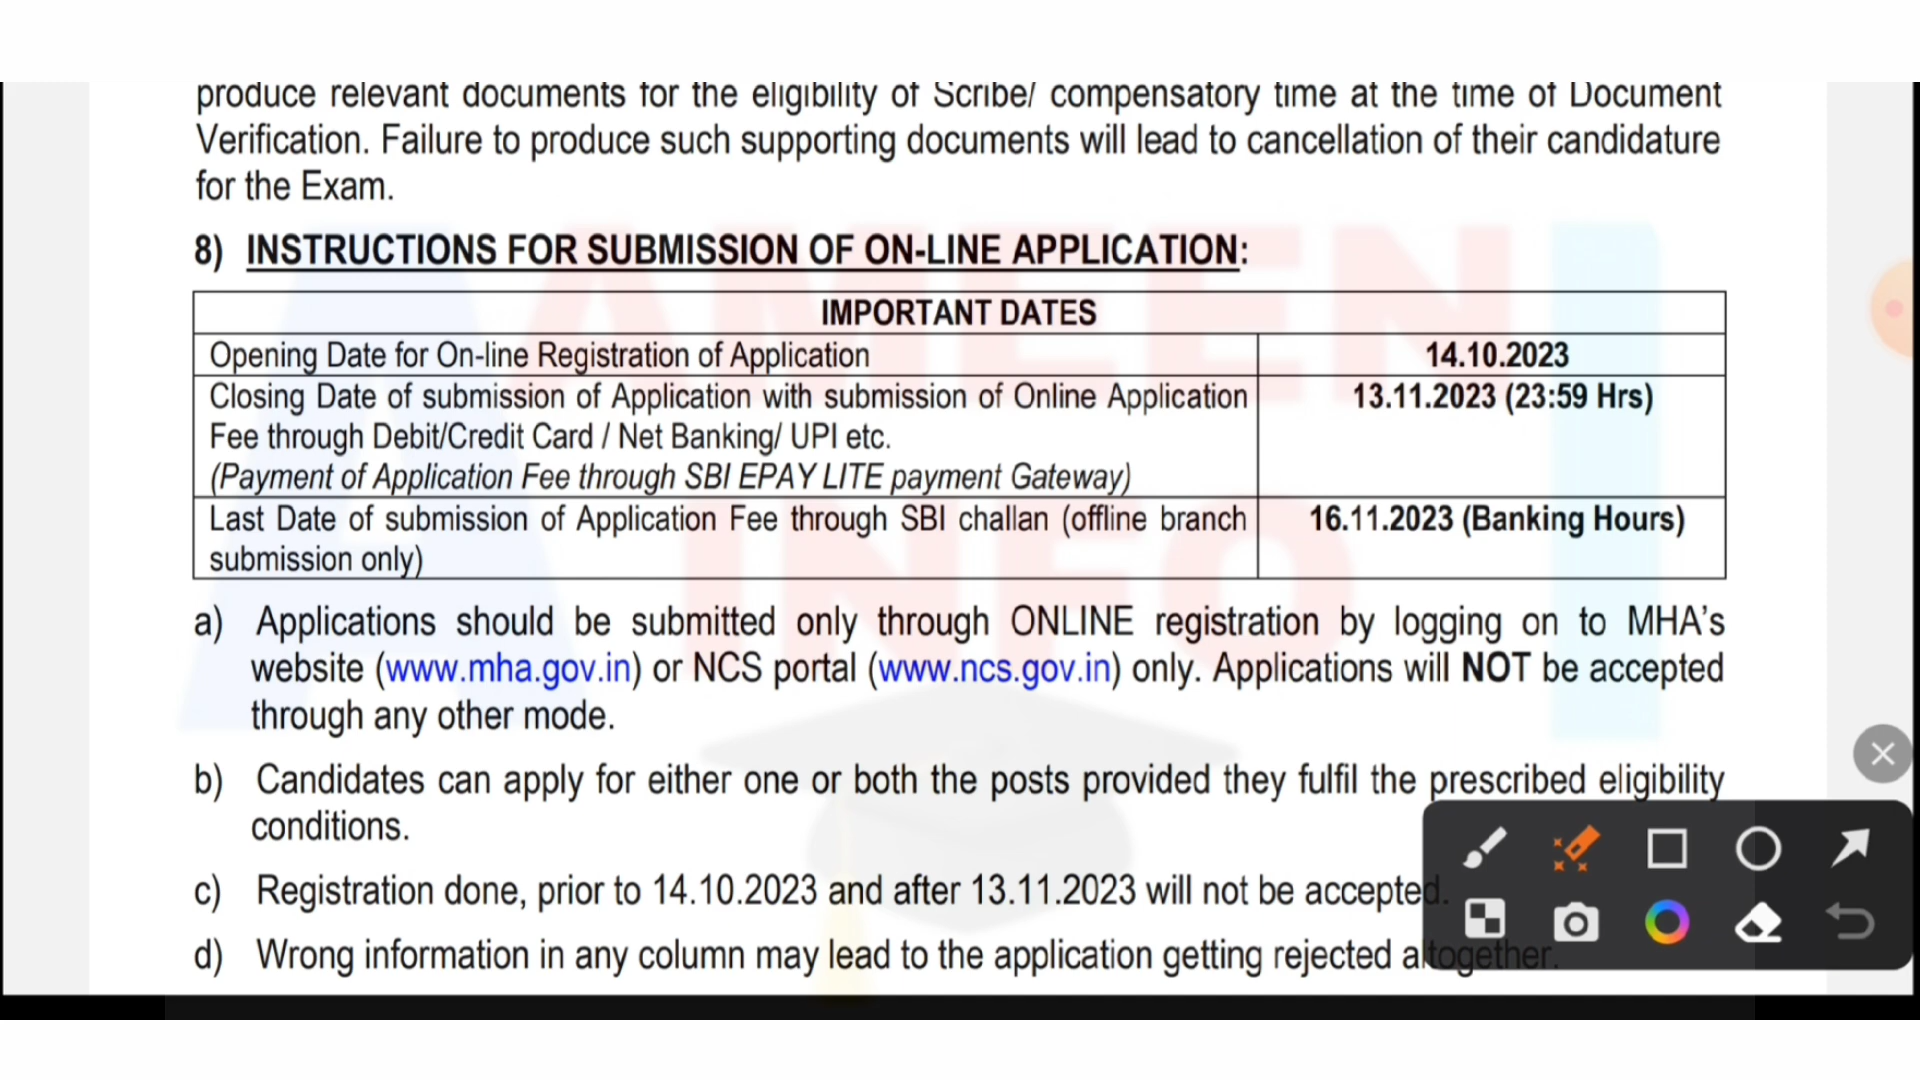 produce relevant documents for the eligibility of Scribe/ compensatory time at the time of Document
Verification. Failure to produce such supporting documents will lead to cancellation of their candidature
for the Exam.
8) INSTRUCTIONS FOR SUBMISSION OF ON-LINE APPLICATION:
IMPORTANT DATES
Opening Date for On-line Registration of Application 14.10.2023
Closing Date of submission of Application with submission of Online Application 13.11.2023 (23:59 Hrs)
Fee through Debit/Credit Card / Net Banking/ UPI etc.
(Payment of Application Fee through SBI EPAY LITE payment Gateway)
Last Date of submission of Application Fee through SBI challan (offline branch 16.11.2023 (Banking Hours)
submission only)
a) Applications should be submitted only through ONLINE registration by logging on to MHA's
website (www.mha.gov.in) or NCS portal (www.ncs.gov.in) only. Applications will NOT be accepted
through any other mode.
b) Candidates can apply for either one or both the posts provided they fulfil the prescribed eligibility
conditions.
c) Registration done, prior to 14.10.2023 and after 13.11.2023 will not be accepted.
d) Wrong information in any column may lead to the application getting rejected altogether.
AMEEN
INFO